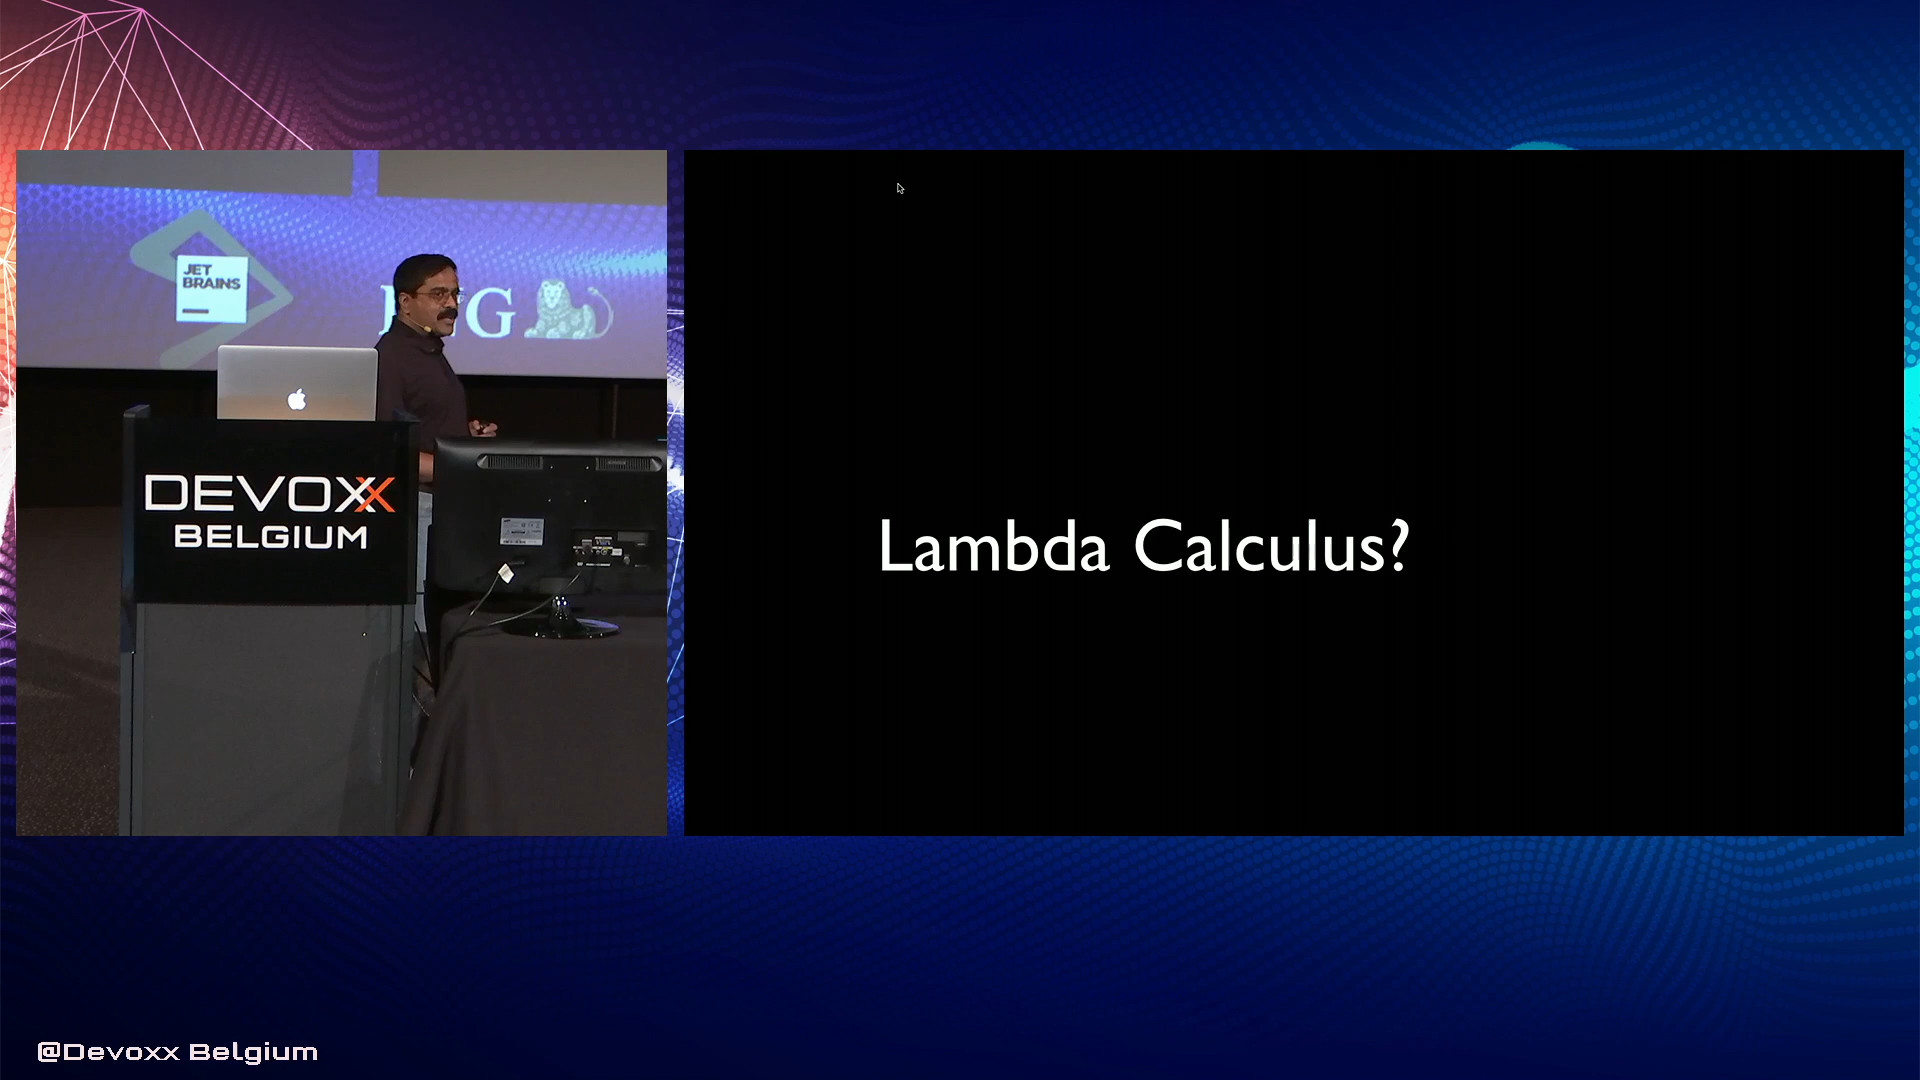 JET
BRAINS
DEVOXX
BELGIUM
Lambda Calculus?
@Devoxx Belgium